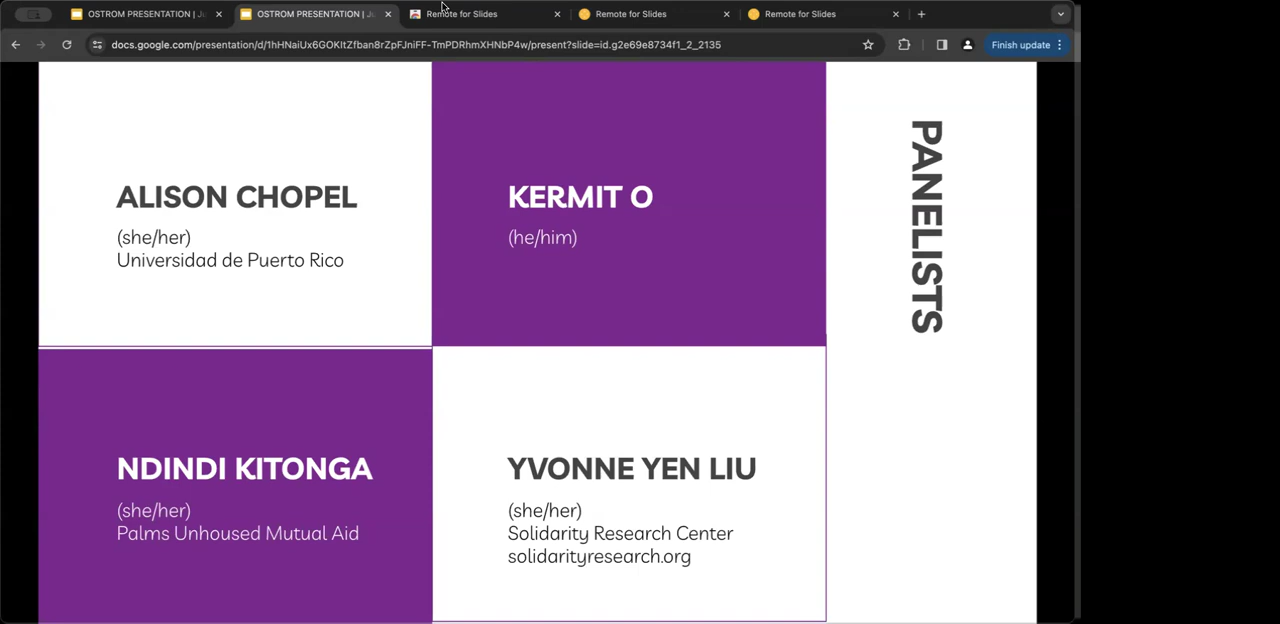 OSTROM PRESENTATION | Ju
OSTROM PRESENTATION | Ju
Remote for Slides
Remote for Slides
Remote for Slides
docs.google.com/presentation/d/1hHNaiUx6GOKItZfban8rZpFJniFF-TmPDRhmXHNbP4w/present?slide=id.g2e69e8734f1_2_2135
Finish update
ALISON CHOPEL
(she/her)
Universidad de Puerto Rico
KERMIT O
(he/him)
PANELISTS
NDINDI KITONGA
(she/her)
Palms Unhoused Mutual Aid
YVONNE YEN LIU
(she/her)
Solidarity Research Center
solidarityresearch.org